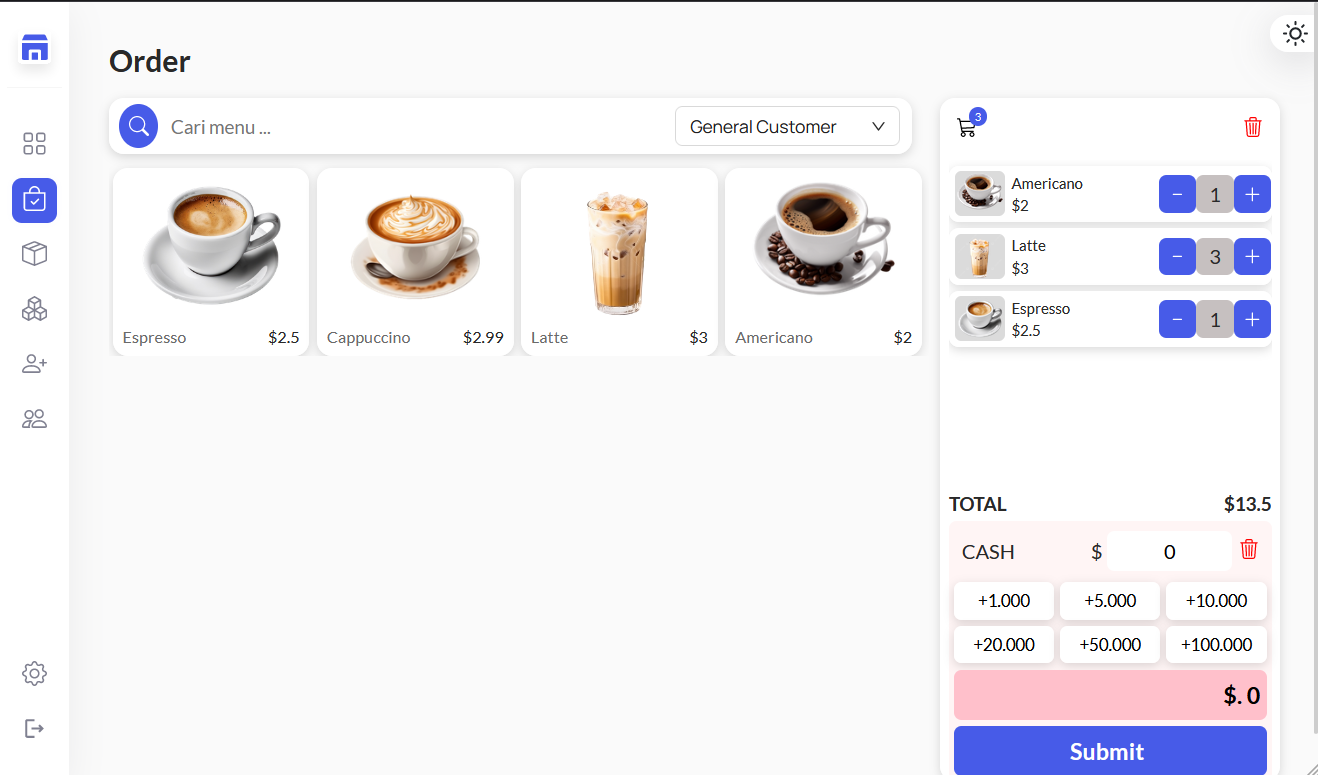 Order
Cari menu ...
General Customer
Espresso $2.5
Cappuccino $2.99
Latte $3
Americano $2
3
Americano
$2
- 1 +
Latte
$3
- 3 +
Espresso
$2.5
- 1 +
TOTAL $13.5
CASH $ 0
+1.000 +5.000 +10.000
+20.000 +50.000 +100.000
$. 0
Submit